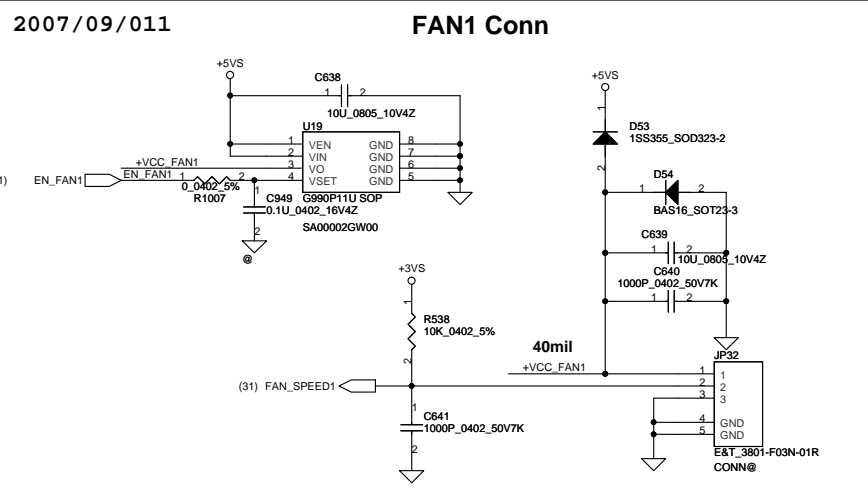 2007/09/011
FAN1 Conn
+5VS
C638
1 2
10U_0805_10V4Z
U19
1 VEN GND 8
2 VIN GND 7
3 VO GND 6
4 VSET GND 5
+VCC_FAN1
1)
EN_FAN1
EN_FAN1
1 2
0_0402_5%
R1007
1
C949
0.1U_0402_16V4Z
2
@
G990P11U SOP
SA00002GW00
+5VS
1
D53
1SS355_SOD323-2
2
D54
1 2
BAS16_SOT23-3
C639
1 2
10U_0805_10V4Z
C640
1000P_0402_50V7K
1 2
+3VS
1
R538
10K_0402_5%
2
40mil
+VCC_FAN1
(31) FAN_SPEED1
1
C641
1000P_0402_50V7K
2
JP32
1 1
2 2
3 3
4 GND
5 GND
E&T_3801-F03N-01R
CONN@